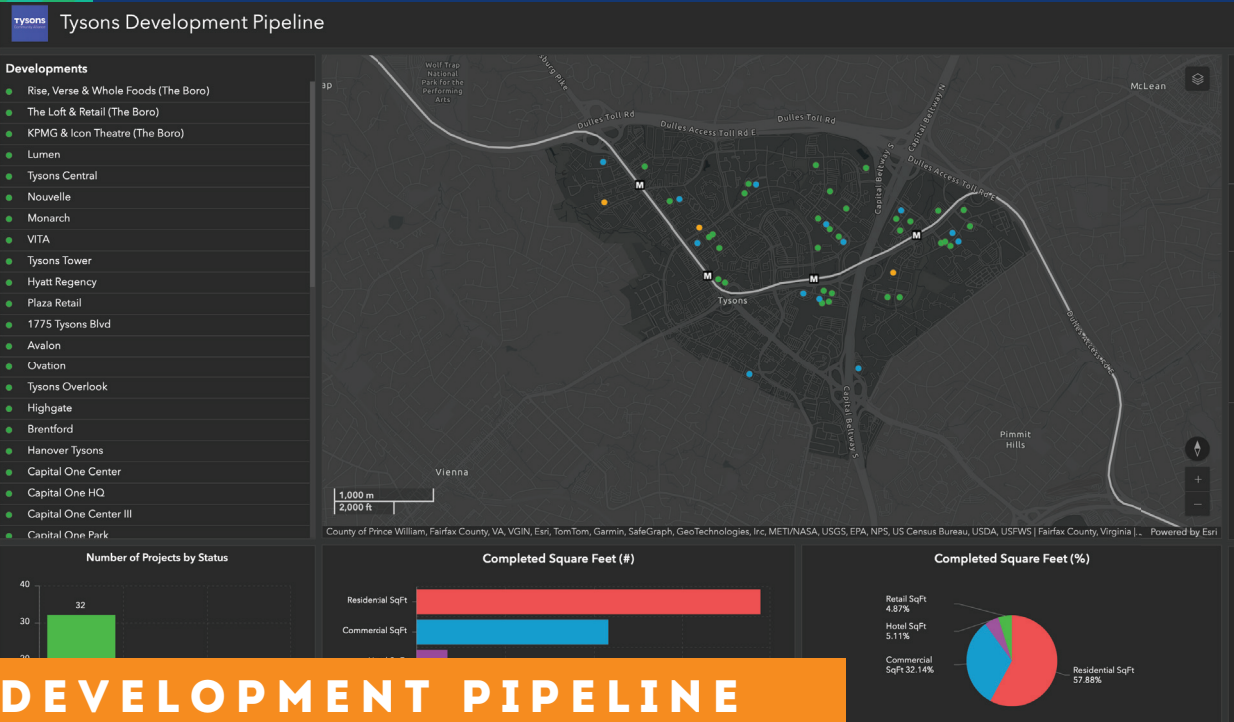 TYSONS
Tysons Development Pipeline
Developments
Rise, Verse & Whole Foods (The Boro)
The Loft & Retail (The Boro)
KPMG & Icon Theatre (The Boro)
Lumen
Tysons Central
Nouvelle
Monarch
VITA
Tysons Tower
Hyatt Regency
Plaza Retail
1775 Tysons Blvd
Avalon
Ovation
Tysons Overlook
Highgate
Brentford
Hanover Tysons
Capital One Center
Capital One HQ
Capital One Center III
Capital One Park
ap
Wolf Trap
National
Park for the
Performing
Arts
sburg Pike
Dulles Toll Rd
Dulles Access Toll Rd E
Dulles Toll Rd
Capital Beltway N
McLean
Capital Beltway S
Dulles Access Toll Rd E
M
M
M
M
Tysons
Capital Beltway S
Pimmit
Hills
Vienna
1,000 m
2,000 ft
+
−
County of Prince William, Fairfax County, VA, VGIN, Esri, TomTom, Garmin, SafeGraph, GeoTechnologies, Inc, METI/NASA, USGS, EPA, NPS, US Census Bureau, USDA, USFWS | Fairfax County, Virginia |... Powered by Esri
Number of Projects by Status
40
32
30
Completed Square Feet (#)
Residential SqFt
Commercial SqFt
Completed Square Feet (%)
Retail SqFt
4.87%
Hotel SqFt
5.11%
Commercial
SqFt 32.14%
Residential SqFt
57.88%
DEVELOPMENT PIPELINE